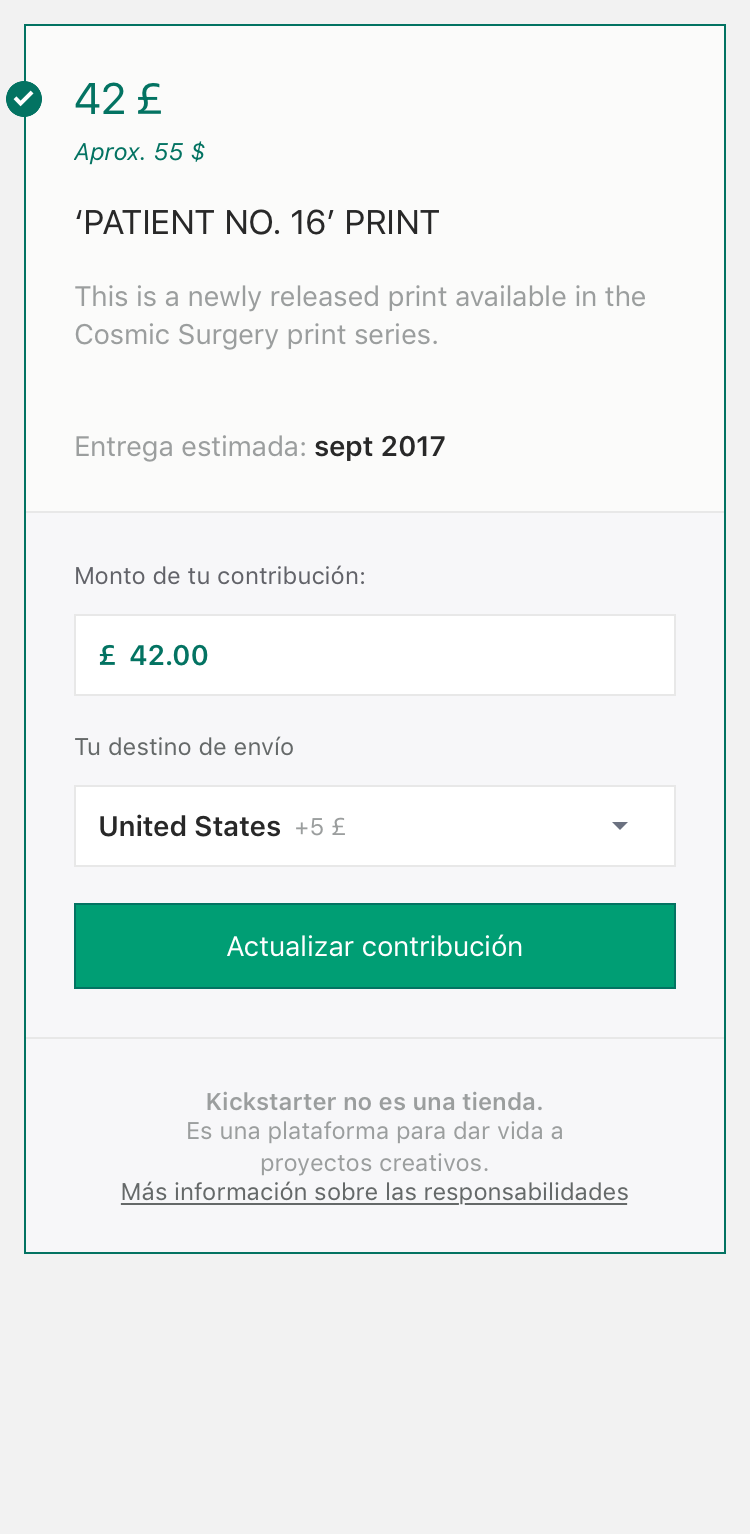 42 £
Aprox. 55 $
‘PATIENT NO. 16’ PRINT
This is a newly released print available in the
Cosmic Surgery print series.
Entrega estimada: sept 2017
Monto de tu contribución:
£ 42.00
Tu destino de envío
United States +5 £
Actualizar contribución
Kickstarter no es una tienda.
Es una plataforma para dar vida a
proyectos creativos.
Más información sobre las responsabilidades